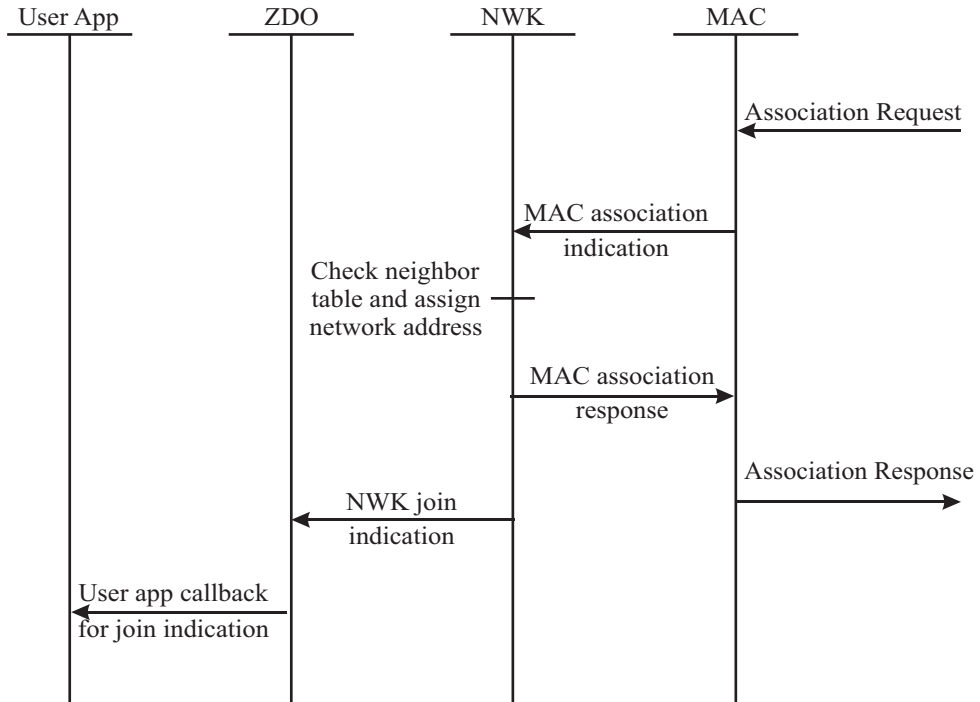 User App
ZDO
NWK
MAC
Association Request
MAC association
indication
Check neighbor
table and assign
network address
MAC association
response
Association Response
NWK join
indication
User app callback
for join indication